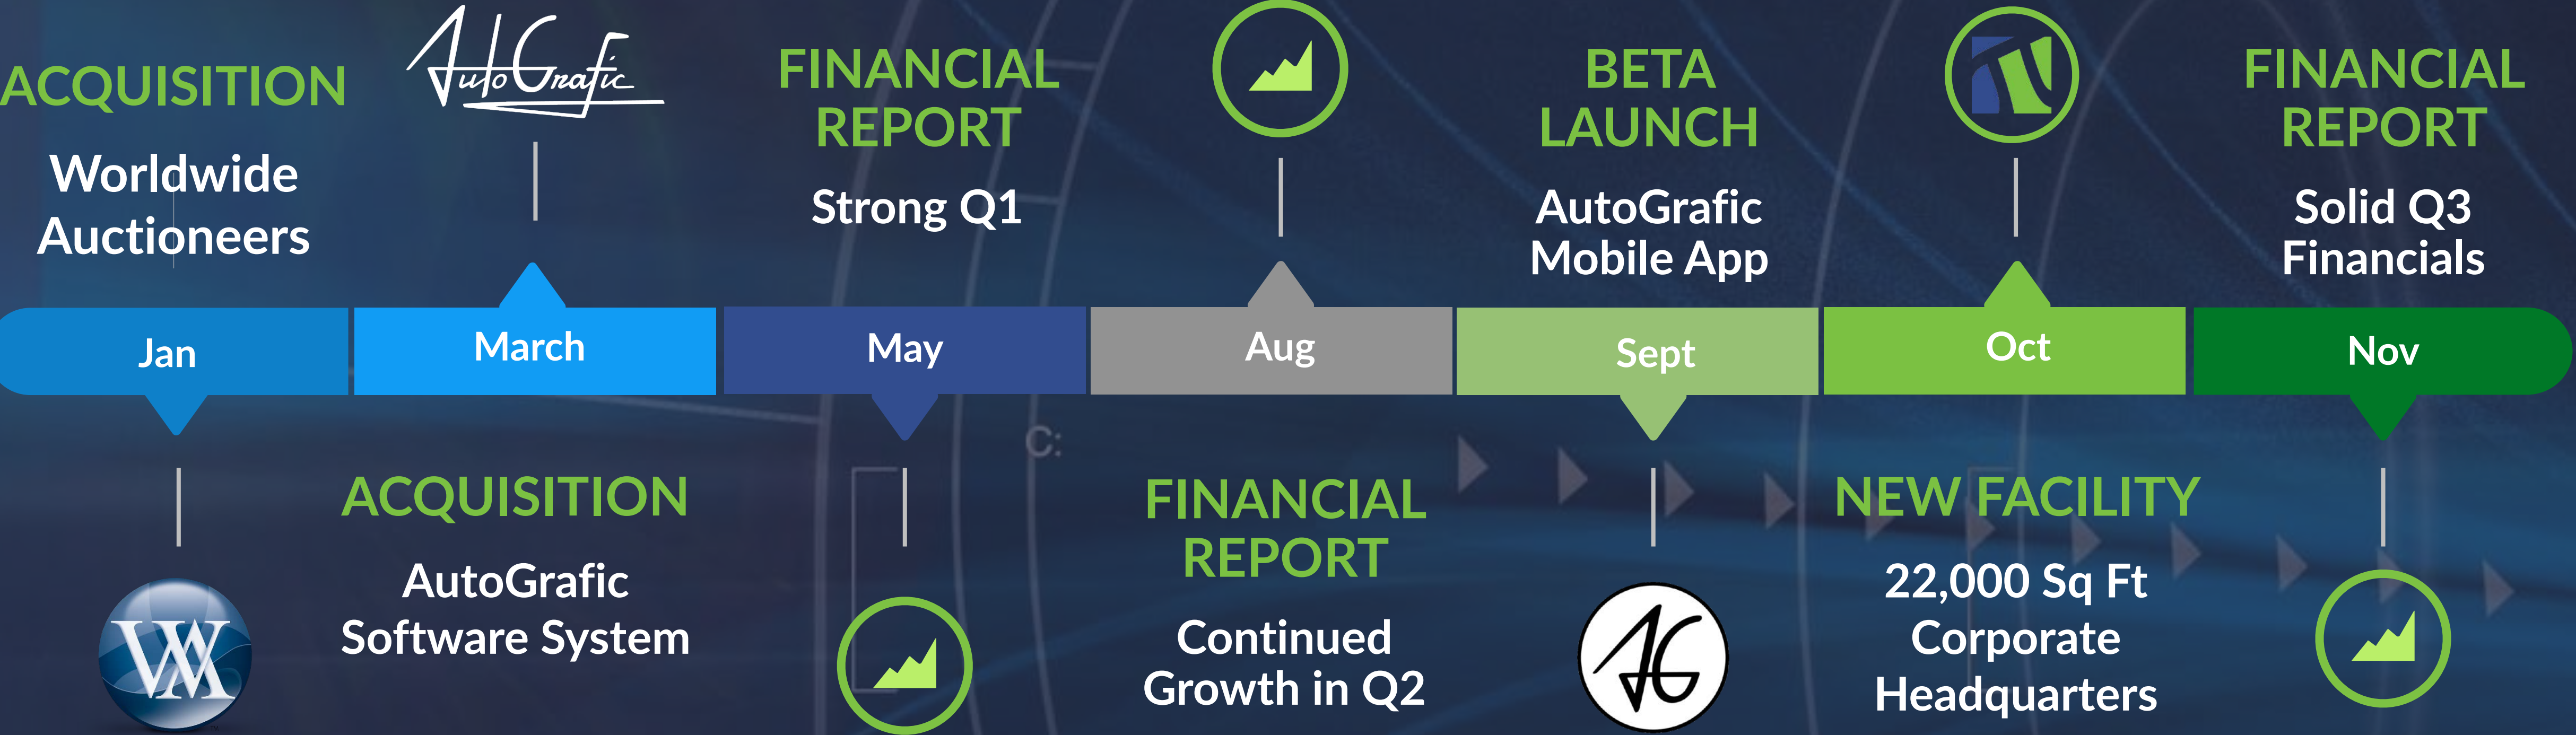 ACQUISITION
Worldwide
Auctioneers
AutoGrafic
FINANCIAL
REPORT
Strong Q1
BETA
LAUNCH
AutoGrafic
Mobile App
FINANCIAL
REPORT
Solid Q3
Financials
Jan
March
May
Aug
Sept
Oct
Nov
C:
WA
ACQUISITION
AutoGrafic
Software System
FINANCIAL
REPORT
Continued
Growth in Q2
AG
NEW FACILITY
22,000 Sq Ft
Corporate
Headquarters